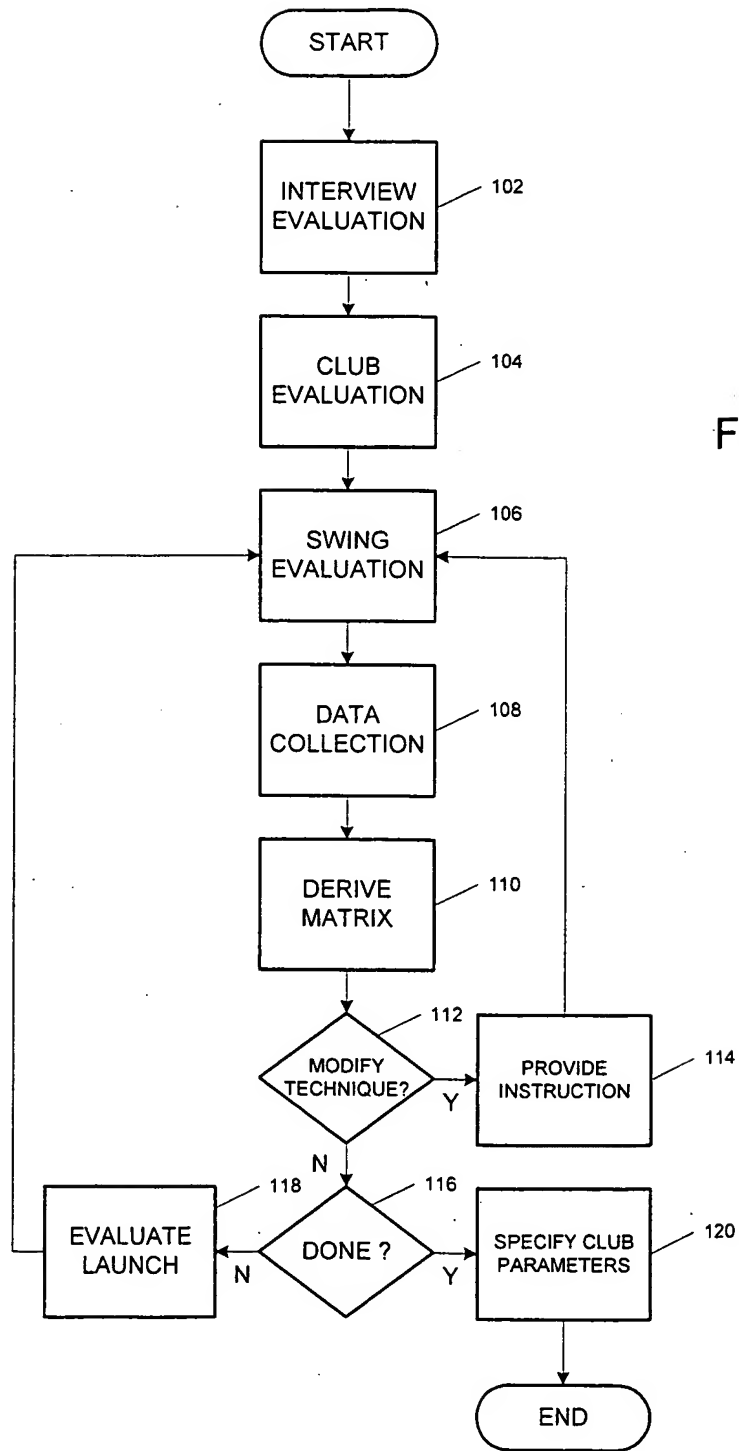 START
INTERVIEW
EVALUATION
102
CLUB
EVALUATION
104
F
SWING
EVALUATION
106
DATA
COLLECTION
108
DERIVE
MATRIX
110
MODIFY
TECHNIQUE?
112
Y
PROVIDE
INSTRUCTION
114
N
EVALUATE
LAUNCH
118
N
DONE ?
116
Y
SPECIFY CLUB
PARAMETERS
120
END